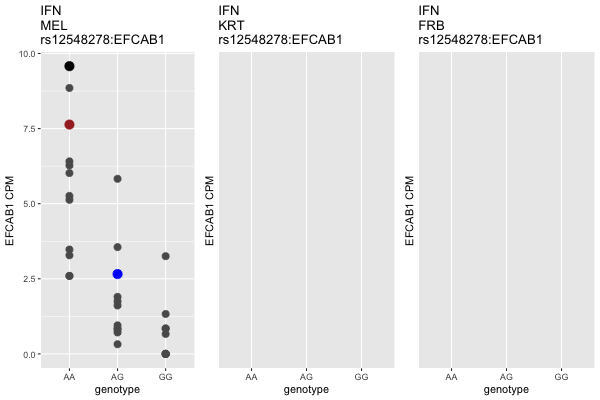 IFN
MEL
rs12548278:EFCAB1
IFN
KRT
rs12548278:EFCAB1
IFN
FRB
rs12548278:EFCAB1
EFCAB1 CPM
10.0
7.5
5.0
2.5
0.0
AA AG GG
genotype
EFCAB1 CPM
AA AG GG
genotype
EFCAB1 CPM
AA AG GG
genotype